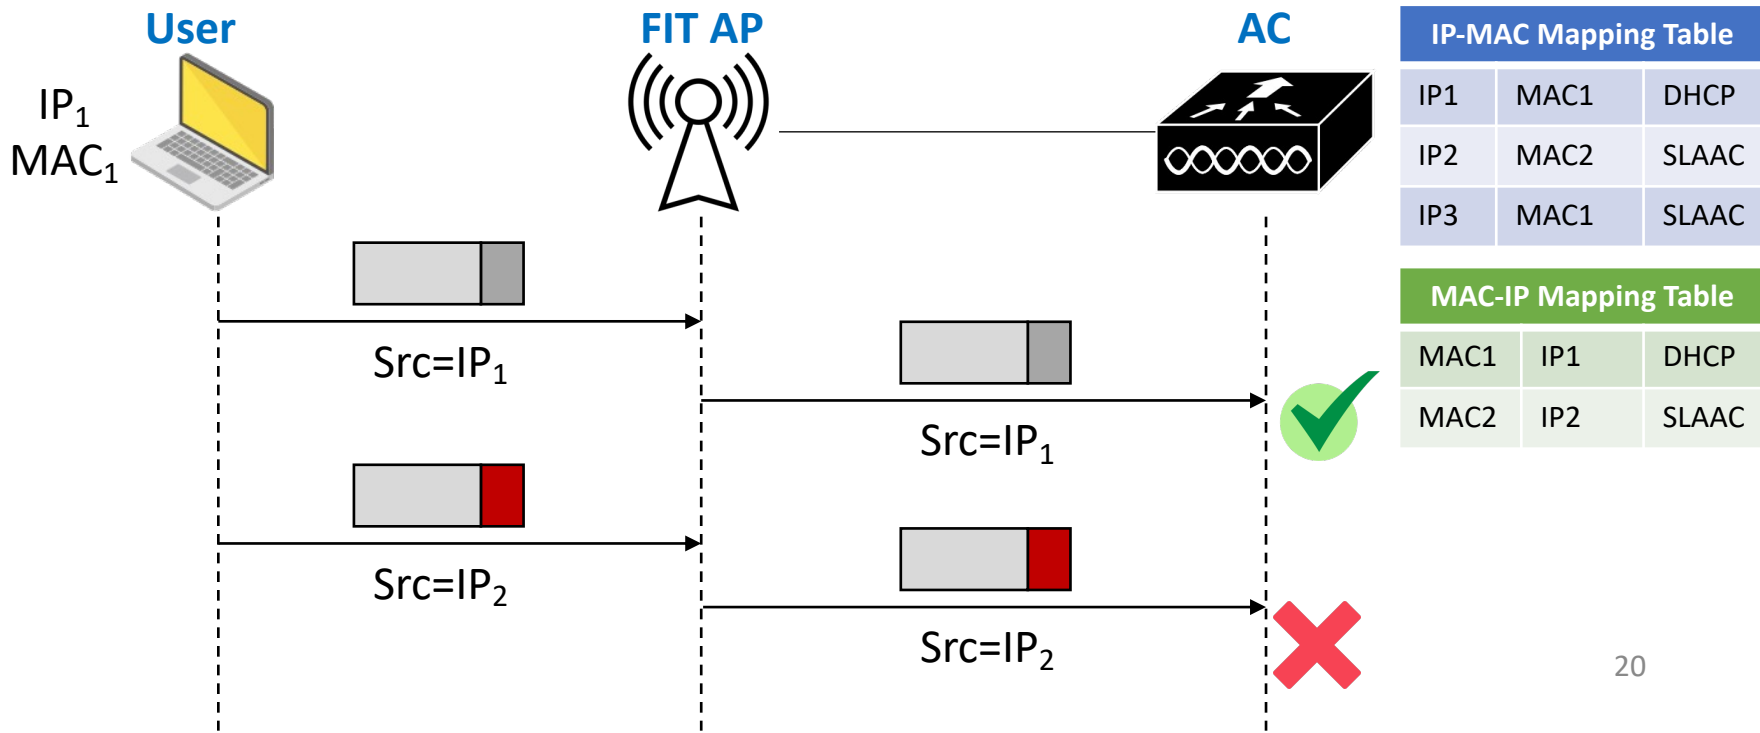 User
FIT AP
AC
IP₁
MAC₁
Src=IP₁
Src=IP₁
Src=IP₂
Src=IP₂
IP-MAC Mapping Table
IP1 MAC1 DHCP
IP2 MAC2 SLAAC
IP3 MAC1 SLAAC
MAC-IP Mapping Table
MAC1 IP1 DHCP
MAC2 IP2 SLAAC
20